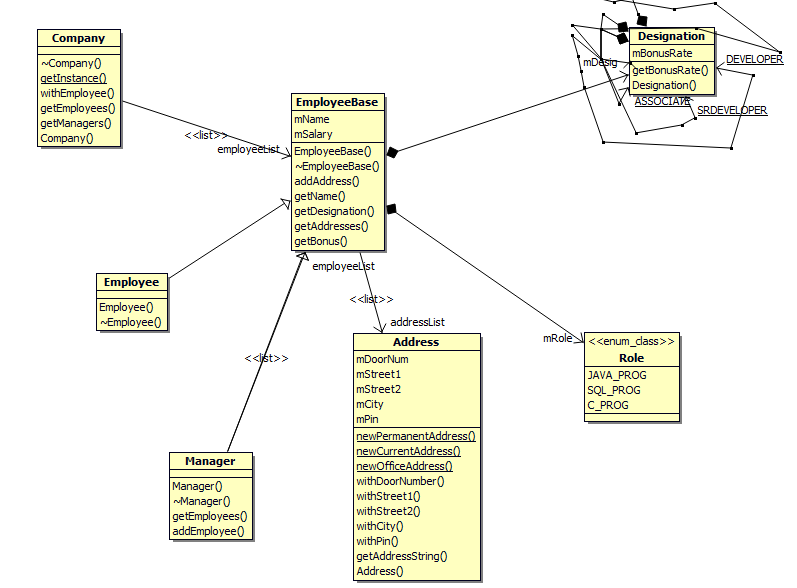 Company
~Company()
getInstance()
withEmployee()
getEmployees()
getManagers()
Company()
<<list>>
employeeList
EmployeeBase
mName
mSalary
EmployeeBase()
~EmployeeBase()
addAddress()
getName()
getDesignation()
getAddresses()
getBonus()
Designation
mBonusRate
getBonusRate()
Designation()
mDesig
DEVELOPER
ASSOCIATE
SRDEVELOPER
Employee
Employee()
~Employee()
employeeList
<<list>>
addressList
<<list>>
Address
mDoorNum
mStreet1
mStreet2
mCity
mPin
newPermanentAddress()
newCurrentAddress()
newOfficeAddress()
withDoorNumber()
withStreet1()
withStreet2()
withCity()
withPin()
getAddressString()
Address()
mRole
<<enum_class>>
Role
JAVA_PROG
SQL_PROG
C_PROG
Manager
Manager()
~Manager()
getEmployees()
addEmployee()